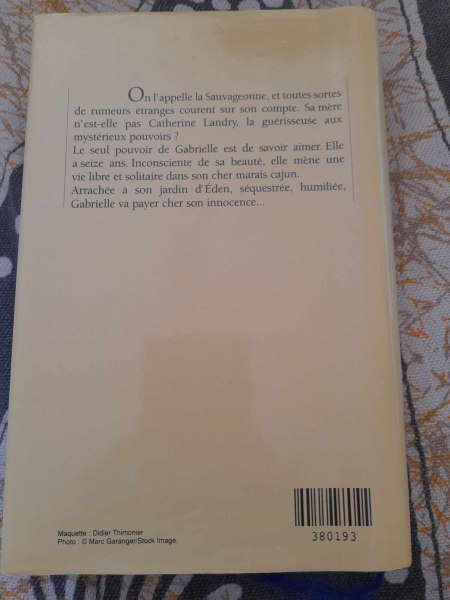 On l'appelle la Sauvageonne, et toutes sortes
de rumeurs étranges courent sur son compte. Sa mère
n'est-elle pas Catherine Landry, la guérisseuse aux
mystérieux pouvoirs ?
Le seul pouvoir de Gabrielle est de savoir aimer. Elle
a seize ans. Inconsciente de sa beauté, elle mène une
vie libre et solitaire dans son cher marais cajun.
Arrachée à son jardin d'Éden, séquestrée, humiliée,
Gabrielle va payer cher son innocence...
380193
Maquette : Didier Thimonier
Photo : © Marc Garanger/Stock Image.